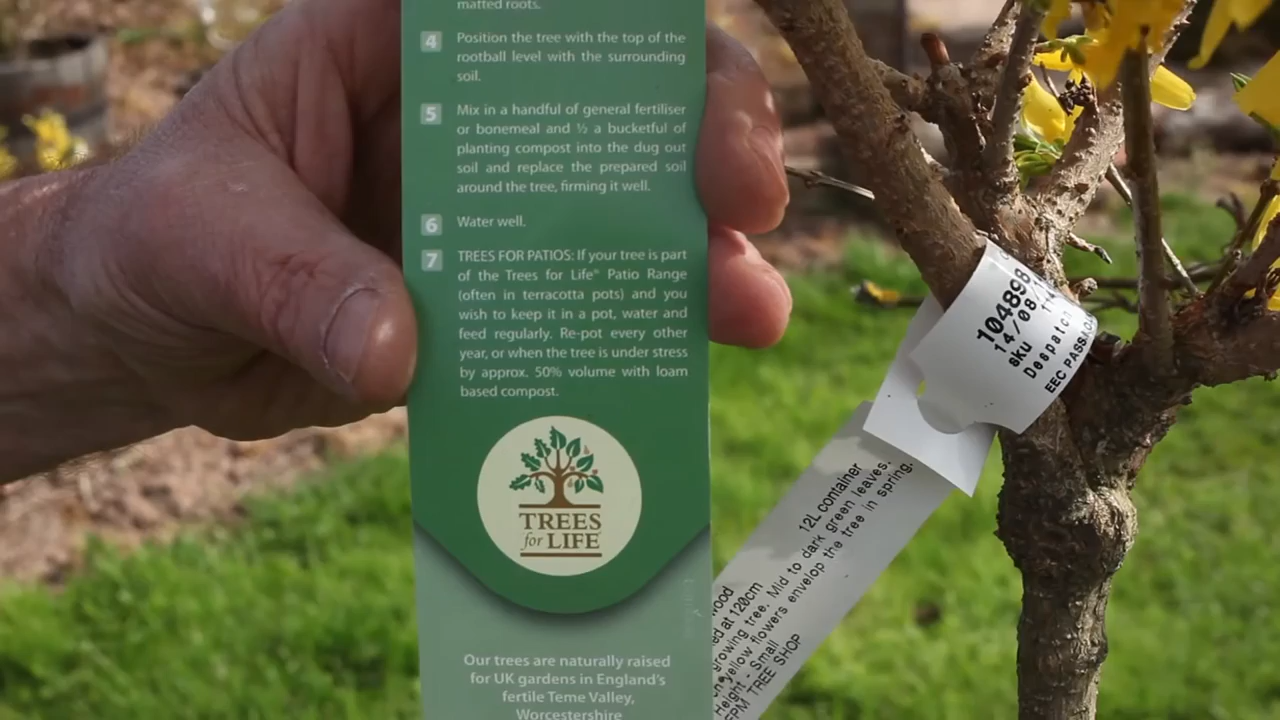 matted roots.
4 Position the tree with the top of the
rootball level with the surrounding
soil.
5 Mix in a handful of general fertiliser
or bonemeal and ½ a bucketful of
planting compost into the dug out
soil and replace the prepared soil
around the tree, firming it well.
6 Water well.
7 TREES FOR PATIOS: If your tree is part
of the Trees for Life® Patio Range
(often in terracotta pots) and you
wish to keep it in a pot, water and
feed regularly. Re-pot every other
year, or when the tree is under stress
by approx. 50% volume with loam
based compost.
TREES
for LIFE
Our trees are naturally raised
for UK gardens in England's
fertile Teme Valley,
Worcestershire
104898
14/08
sku
Despatch
EEC
12L container
at 120cm
growing tree. Mid to dark green leaves.
yellow flowers envelop the tree in spring.
Height - Small
TREE SHOP